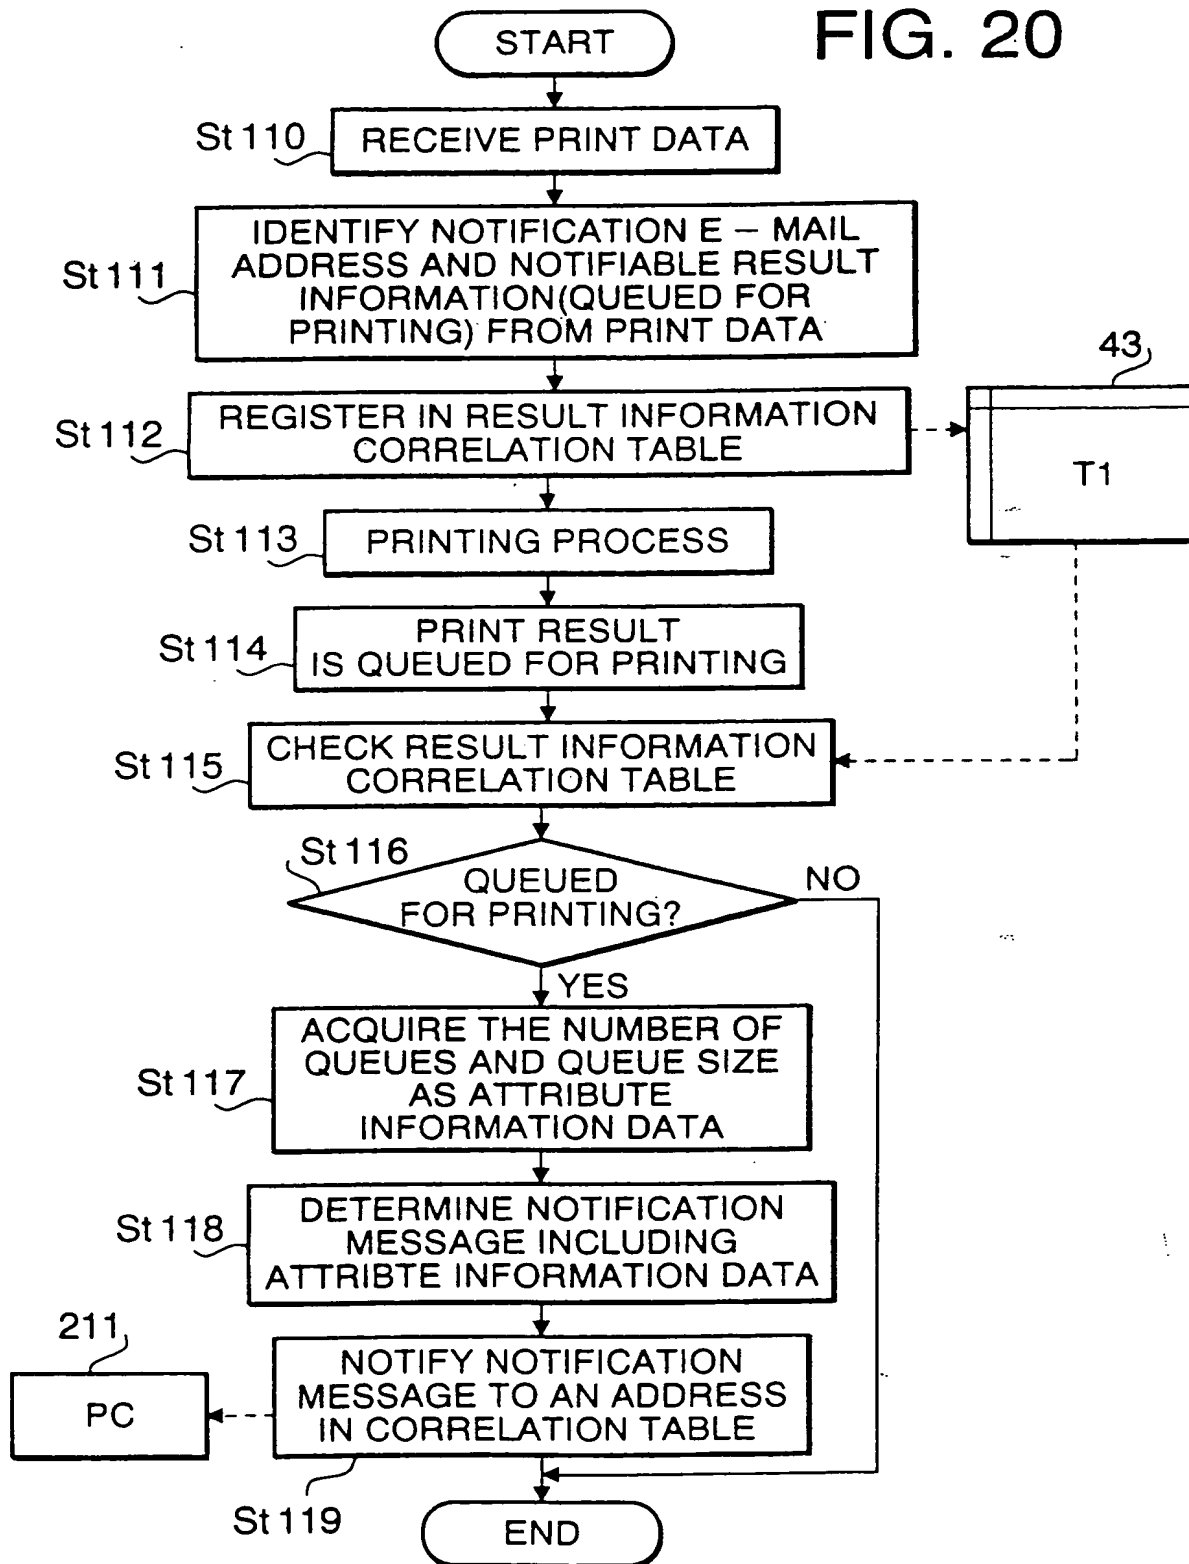 FIG. 20
START
St 110
RECEIVE PRINT DATA
St 111
IDENTIFY NOTIFICATION E – MAIL
ADDRESS AND NOTIFIABLE RESULT
INFORMATION(QUEUED FOR
PRINTING) FROM PRINT DATA
43
St 112
REGISTER IN RESULT INFORMATION
CORRELATION TABLE
T1
St 113
PRINTING PROCESS
St 114
PRINT RESULT
IS QUEUED FOR PRINTING
St 115
CHECK RESULT INFORMATION
CORRELATION TABLE
St 116
QUEUED
FOR PRINTING?
NO
YES
St 117
ACQUIRE THE NUMBER OF
QUEUES AND QUEUE SIZE
AS ATTRIBUTE
INFORMATION DATA
St 118
DETERMINE NOTIFICATION
MESSAGE INCLUDING
ATTRIBTE INFORMATION DATA
211
PC
NOTIFY NOTIFICATION
MESSAGE TO AN ADDRESS
IN CORRELATION TABLE
St 119
END